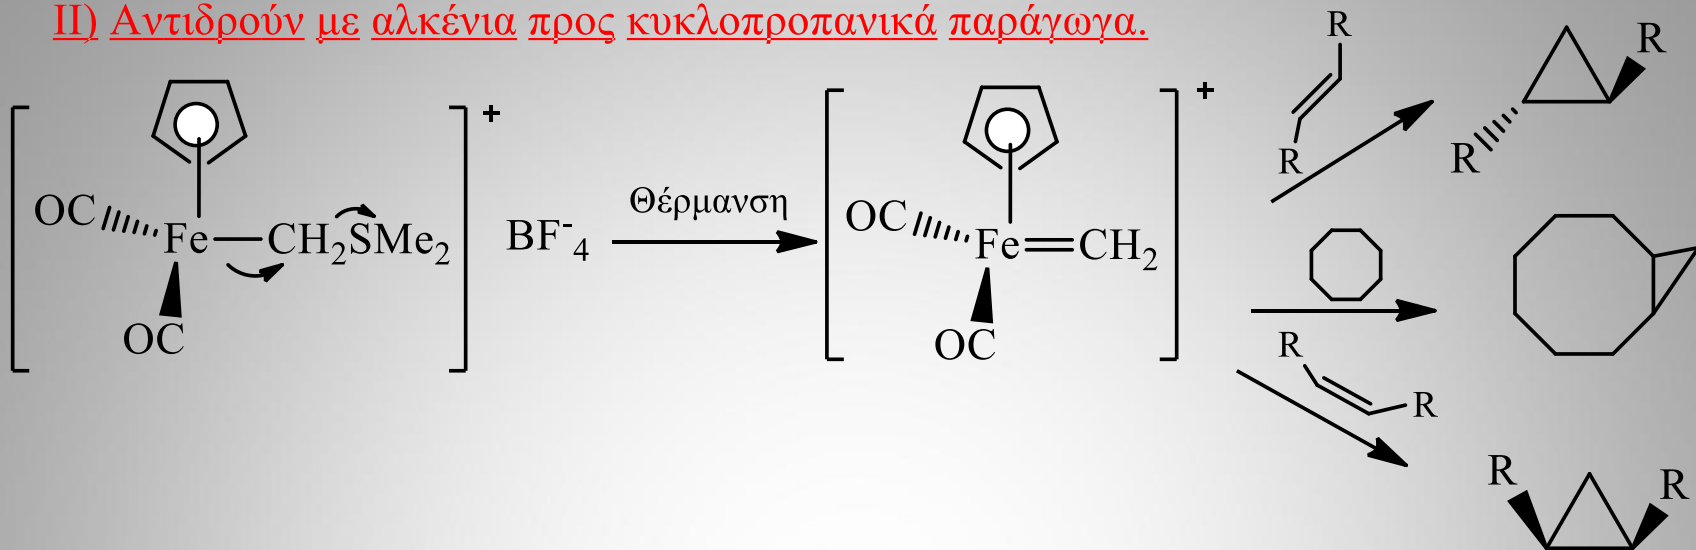 II) Αντιδρούν με αλκένια προς κυκλοπροπανικά παράγωγα.
R
R
R
R
[
OC
Fe
CH2SMe2
OC
]+
BF-4
Θέρμανση
[
OC
Fe
CH2
OC
]+
R
R
R
R